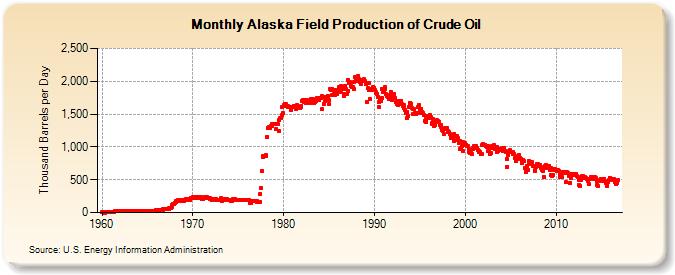 Monthly Alaska Field Production of Crude Oil
Thousand Barrels per Day
2,500
2,000
1,500
1,000
500
0
1960 1970 1980 1990 2000 2010
Source: U.S. Energy Information Administration